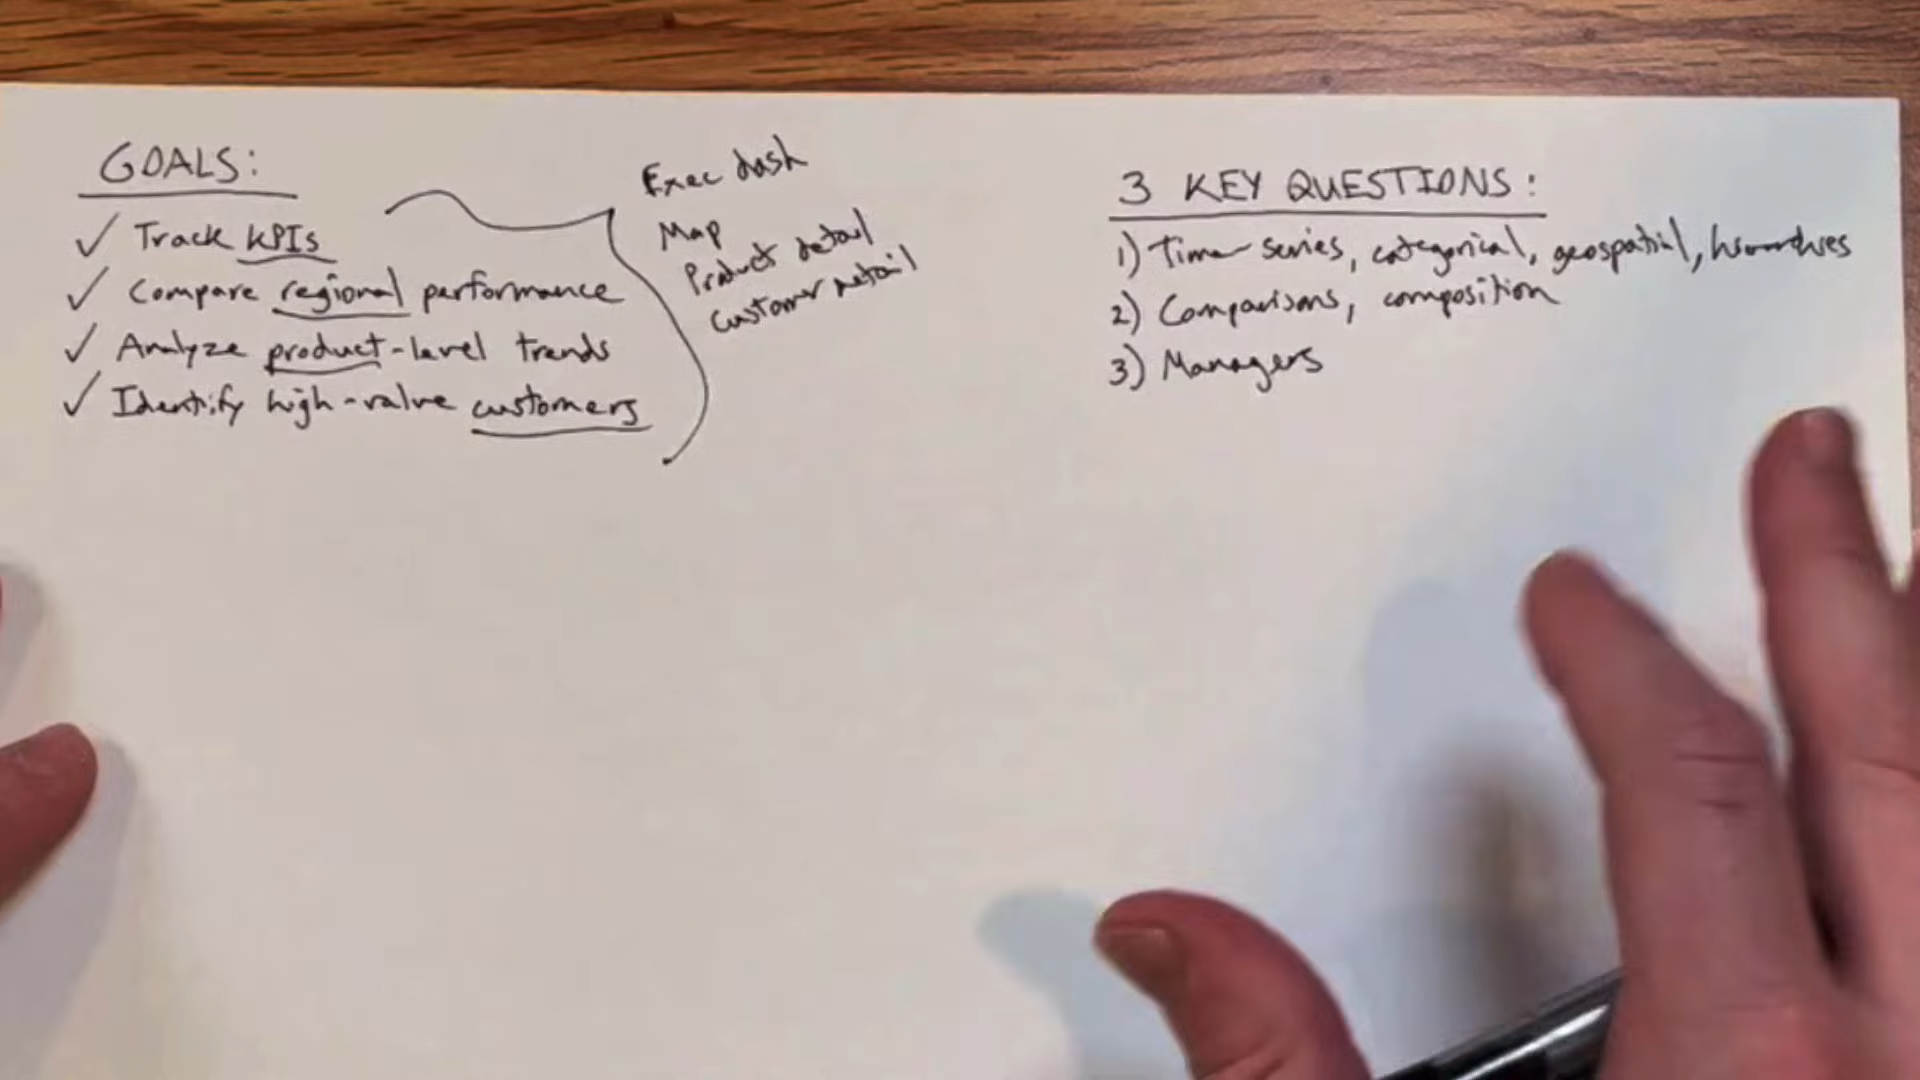 GOALS:
✓ Track KPIs
✓ Compare regional performance
✓ Analyze product-level trends
✓ Identify high-value customers
Exec dash
Map
Product detail
Customer detail
3 KEY QUESTIONS:
1) Time series, categorical, geospatial, hierarchies
2) Comparisons, composition
3) Managers